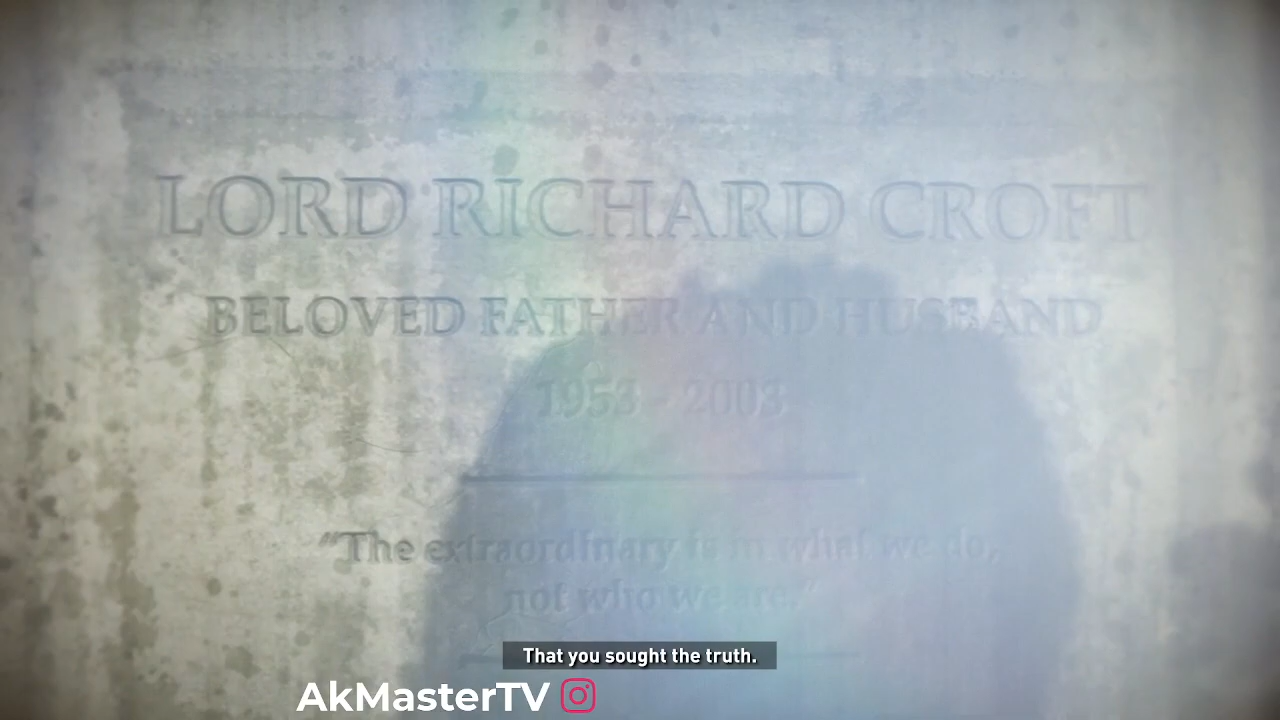 LORD RICHARD CROFT
BELOVED FATHER AND HUSBAND
1953 - 2003
"The extraordinary is in what we do,
not who we are."
That you sought the truth.
AkMasterTV